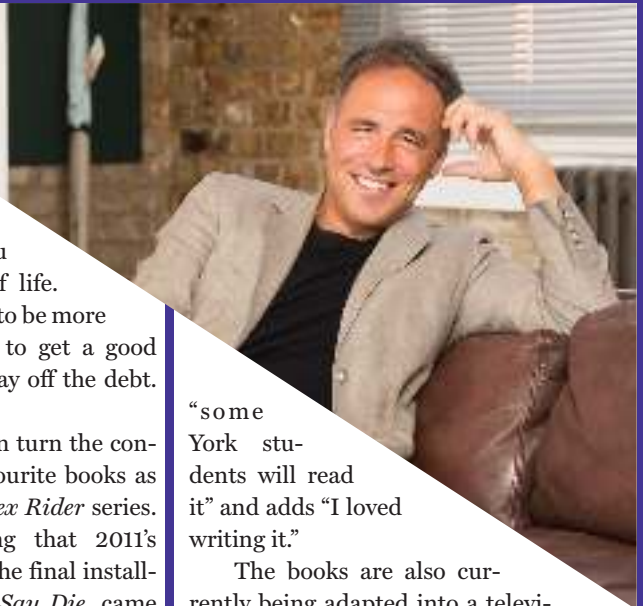 u
f life.
to be more
to get a good
ay off the debt.
n turn the con-
ourite books as
ex Rider series.
ng that 2011’s
he final install-
Say Die, came
“some
York stu-
dents will read
it” and adds “I loved
writing it.”
The books are also cur-
rently being adapted into a televi-